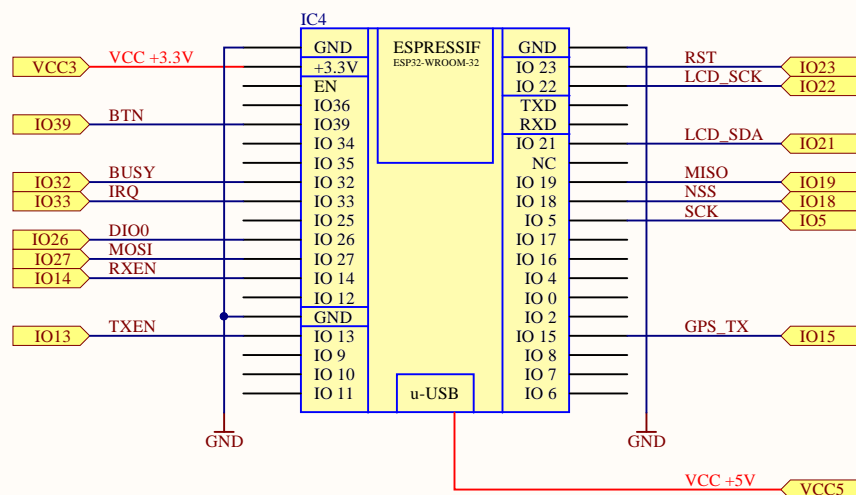 IC4
ESPRESSIF
ESP32-WROOM-32
u-USB
VCC3 VCC +3.3V
IO39 BTN
IO32 BUSY
IO33 IRQ
IO26 DIO0
IO27 MOSI
IO14 RXEN
IO13 TXEN
GND
GND
+3.3V
EN
IO36
IO39
IO 34
IO 35
IO 32
IO 33
IO 25
IO 26
IO 27
IO 14
IO 12
GND
IO 13
IO 9
IO 10
IO 11
GND
IO 23
IO 22
TXD
RXD
IO 21
NC
IO 19
IO 18
IO 5
IO 17
IO 16
IO 4
IO 0
IO 2
IO 15
IO 8
IO 7
IO 6
RST IO23
LCD_SCK IO22
LCD_SDA IO21
MISO IO19
NSS IO18
SCK IO5
GPS_TX IO15
GND
VCC +5V VCC5